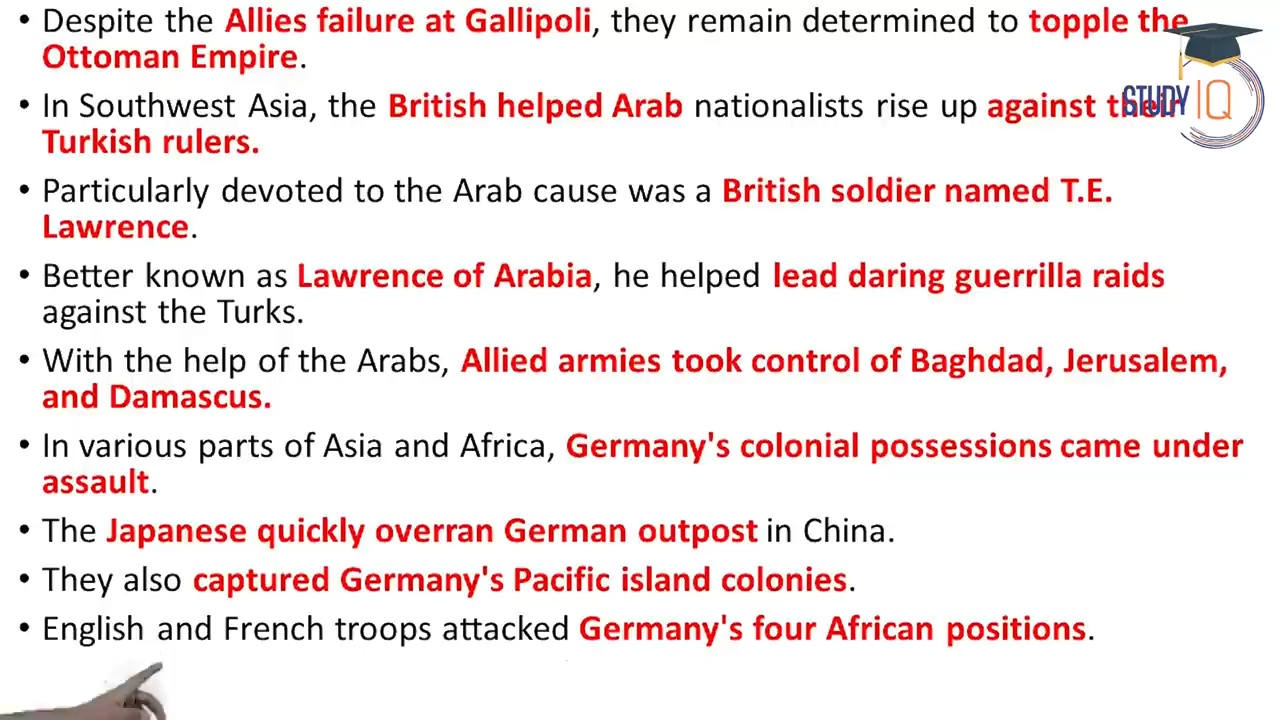 • Despite the Allies failure at Gallipoli, they remain determined to topple the
Ottoman Empire.
• In Southwest Asia, the British helped Arab nationalists rise up against their
Turkish rulers.
• Particularly devoted to the Arab cause was a British soldier named T.E.
Lawrence.
• Better known as Lawrence of Arabia, he helped lead daring guerrilla raids
against the Turks.
• With the help of the Arabs, Allied armies took control of Baghdad, Jerusalem,
and Damascus.
• In various parts of Asia and Africa, Germany's colonial possessions came under
assault.
• The Japanese quickly overran German outpost in China.
• They also captured Germany's Pacific island colonies.
• English and French troops attacked Germany's four African positions.
STUDY IQ